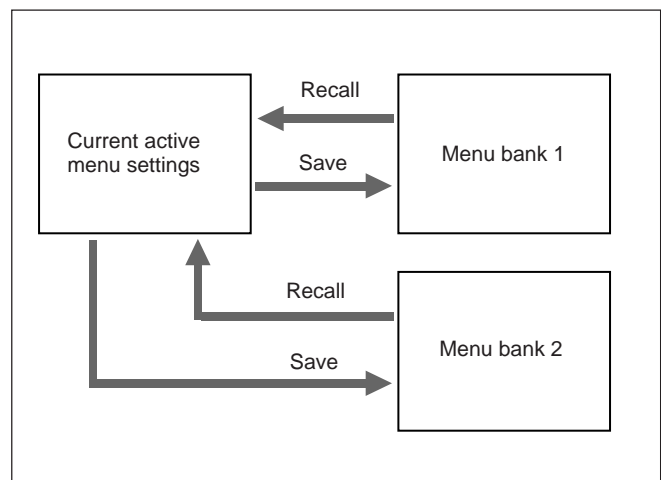 Recall
Current active
menu settings
Save
Menu bank 1
Recall
Save
Menu bank 2